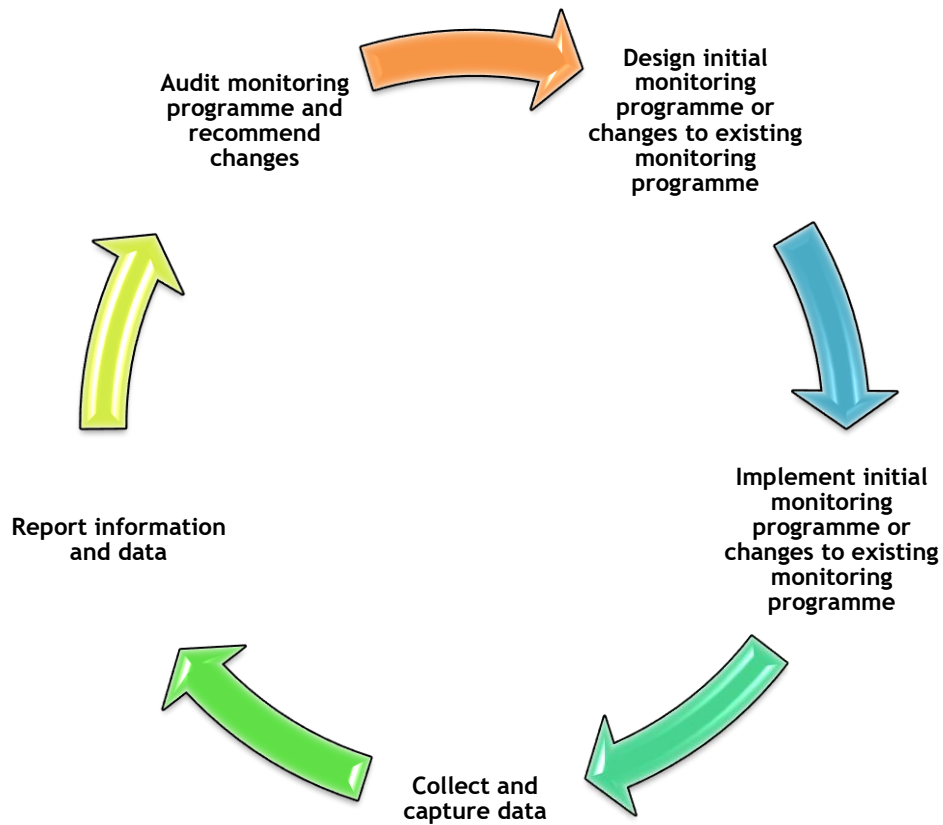 Audit monitoring
programme and
recommend
changes
Design initial
monitoring
programme or
changes to existing
monitoring
programme
Implement initial
monitoring
programme or
changes to existing
monitoring
programme
Collect and
capture data
Report information
and data